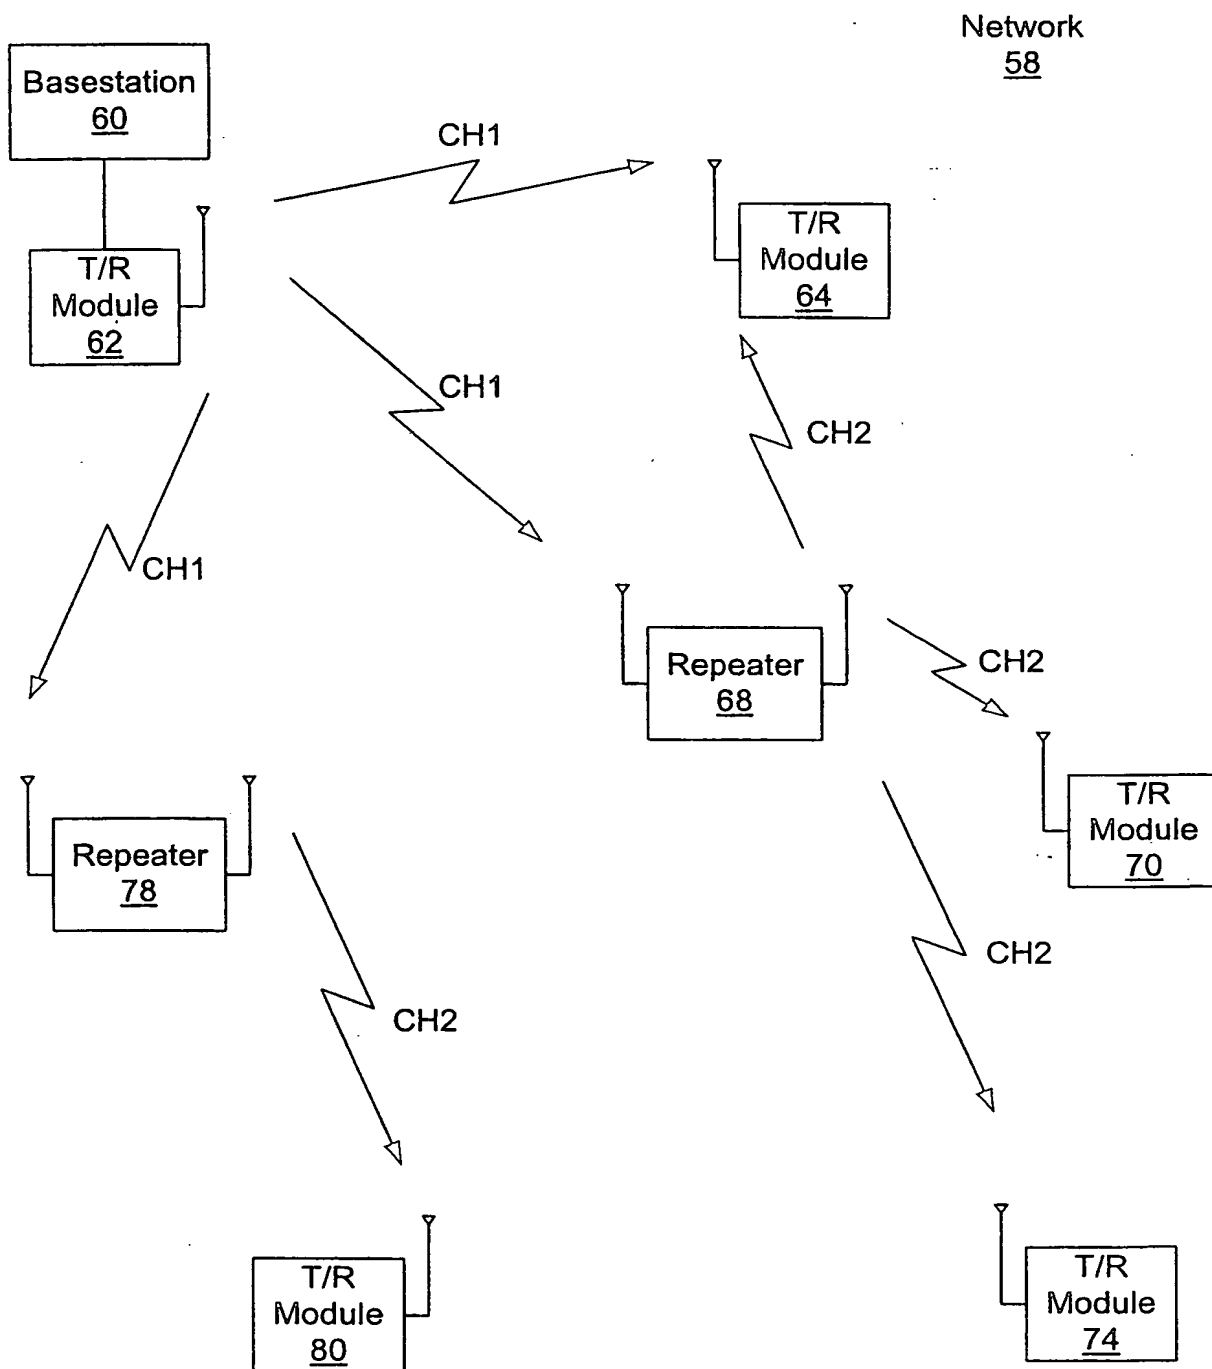 Network
58
Basestation
60
CH1
T/R
Module
62
T/R
Module
64
CH1
CH2
CH1
Repeater
68
CH2
T/R
Module
70
Repeater
78
CH2
CH2
T/R
Module
80
T/R
Module
74